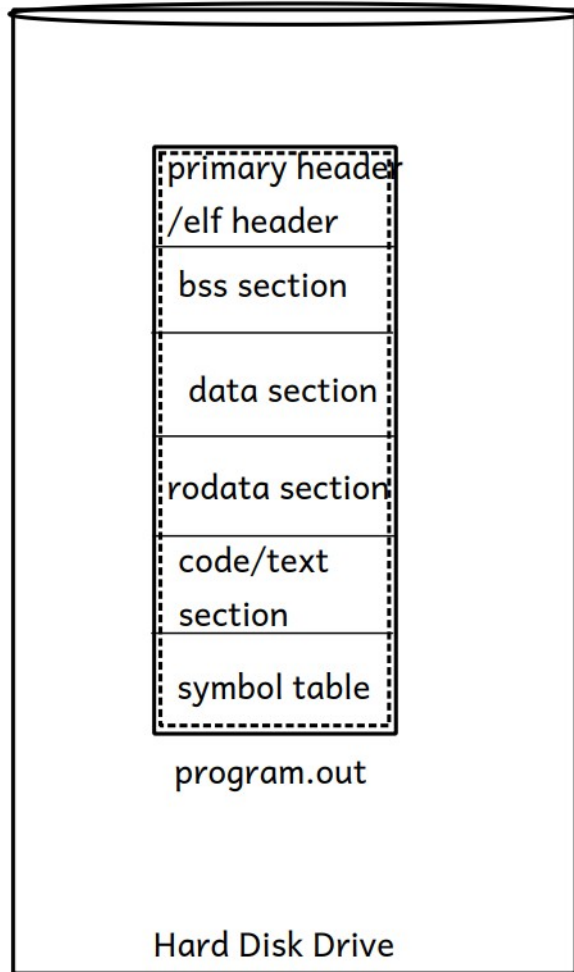 primary header
/elf header
bss section
data section
rodata section
code/text
section
symbol table
program.out
Hard Disk Drive